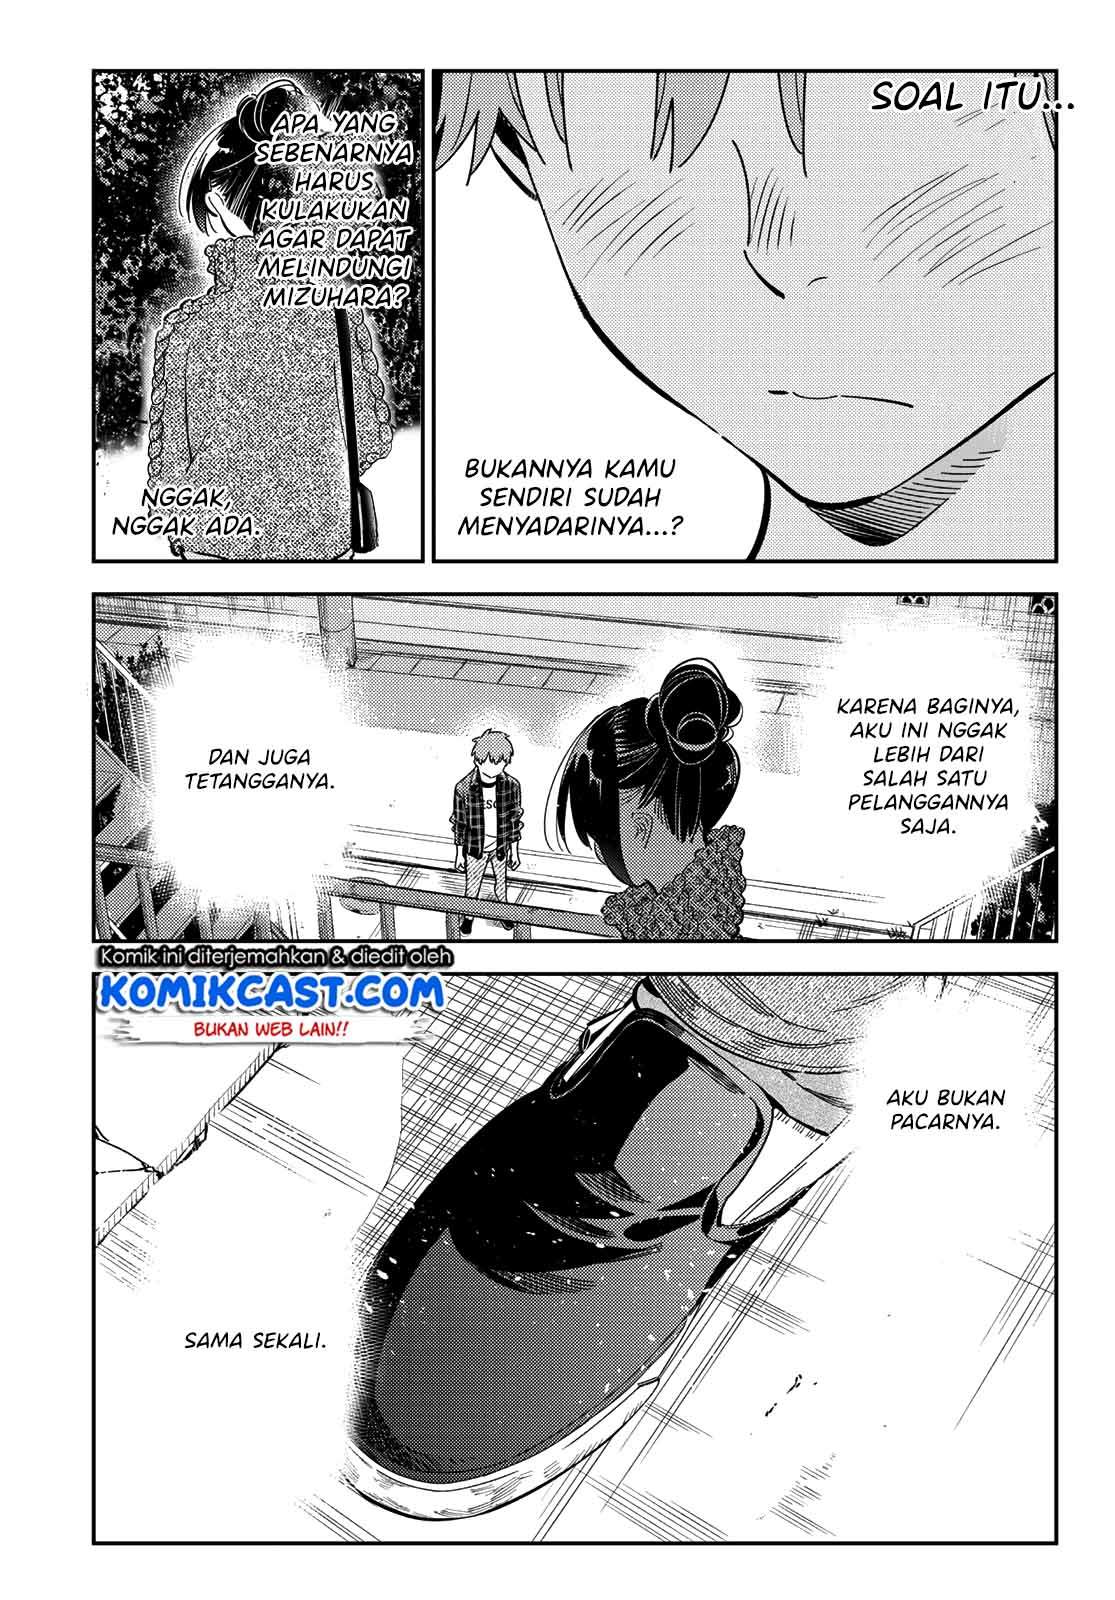 SOAL ITU...
BUKANNYA KAMU
SENDIRI SUDAH
MENYADARINYA...?
APA YANG
SEBENARNYA
HARUS
KULAKUKAN
AGAR DAPAT
MELINDUNGI
MIZUHARA?
NGGAK,
NGGAK ADA.
KARENA BAGINYA,
AKU INI NGGAK
LEBIH DARI
SALAH SATU
PELANGGANNYA
SAJA.
DAN JUGA
TETANGGANYA.
Komik ini diterjemahkan & diedit oleh
KOMIKCAST.COM
BUKAN WEB LAIN!!
AKU BUKAN
PACARNYA.
SAMA SEKALI.